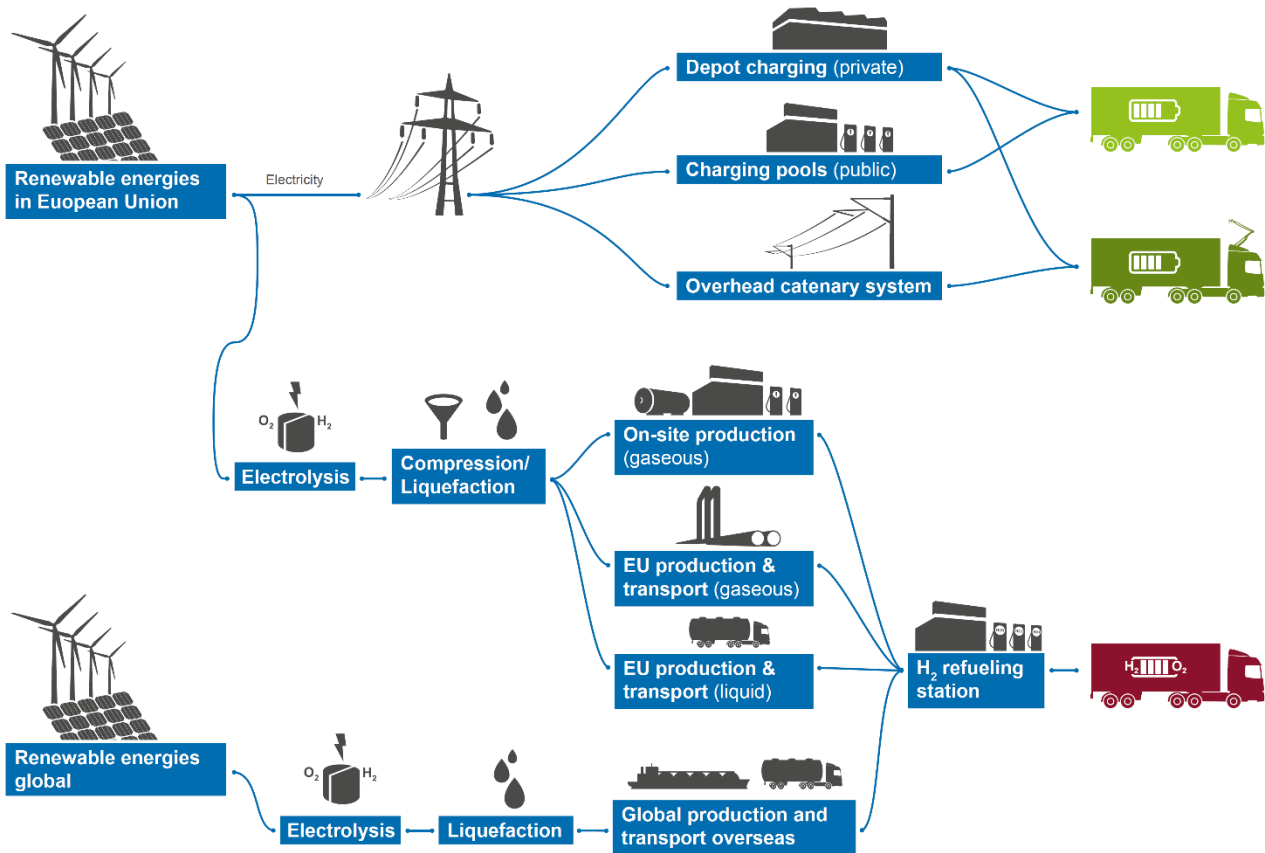 Depot charging (private)
Renewable energies
in Euopean Union
Electricity
Charging pools (public)
Overhead catenary system
O₂ H₂
Electrolysis
Compression/
Liquefaction
On-site production
(gaseous)
EU production &
transport (gaseous)
EU production &
transport (liquid)
H₂ refueling
station
H₂ O₂
Renewable energies
global
O₂ H₂
Electrolysis
Liquefaction
Global production and
transport overseas